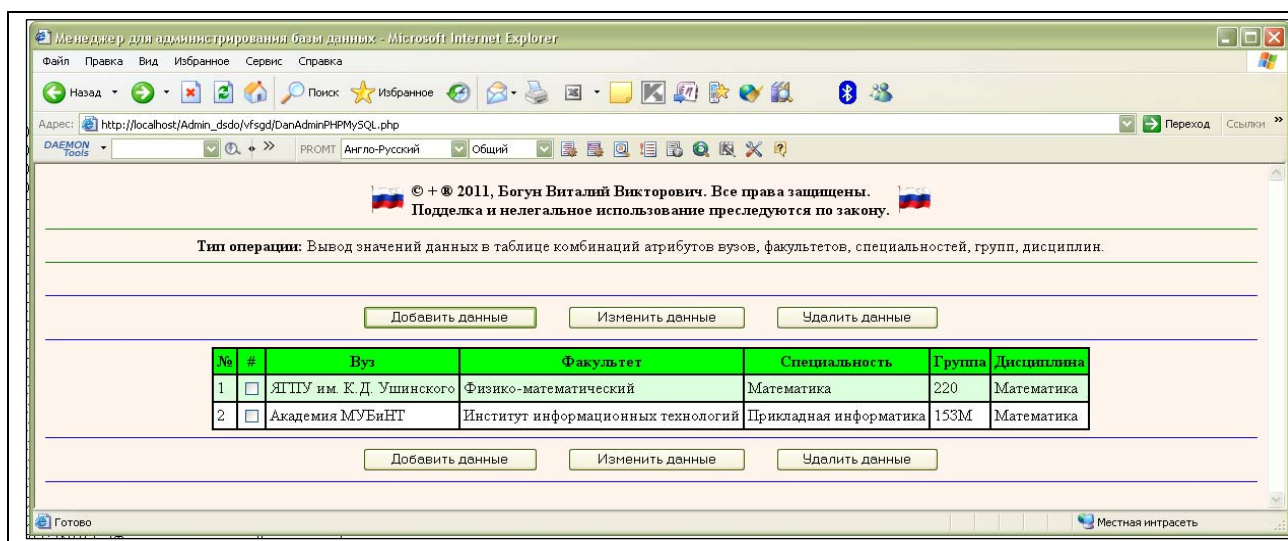 Менеджер для администрирования базы данных - Microsoft Internet Explorer
Файл Правка Вид Избранное Сервис Справка
Назад Поиск Избранное
Адрес: http://localhost/Admin_dsdo/vfsgd/DanAdminPHPMySQL.php Переход Ссылки »
DAEMON Tools » PROMT Англо-Русский Общий
© + ® 2011, Богун Виталий Викторович. Все права защищены.
Подделка и нелегальное использование преследуются по закону.
Тип операции: Вывод значений данных в таблице комбинаций атрибутов вузов, факультетов, специальностей, групп, дисциплин.
Добавить данные Изменить данные Удалить данные
№ # Вуз Факультет Специальность Группа Дисциплина
1 ЯГПУ им. К.Д. Ушинского Физико-математический Математика 220 Математика
2 Академия МУБиНТ Институт информационных технологий Прикладная информатика 153М Математика
Добавить данные Изменить данные Удалить данные
Готово Местная интрасеть